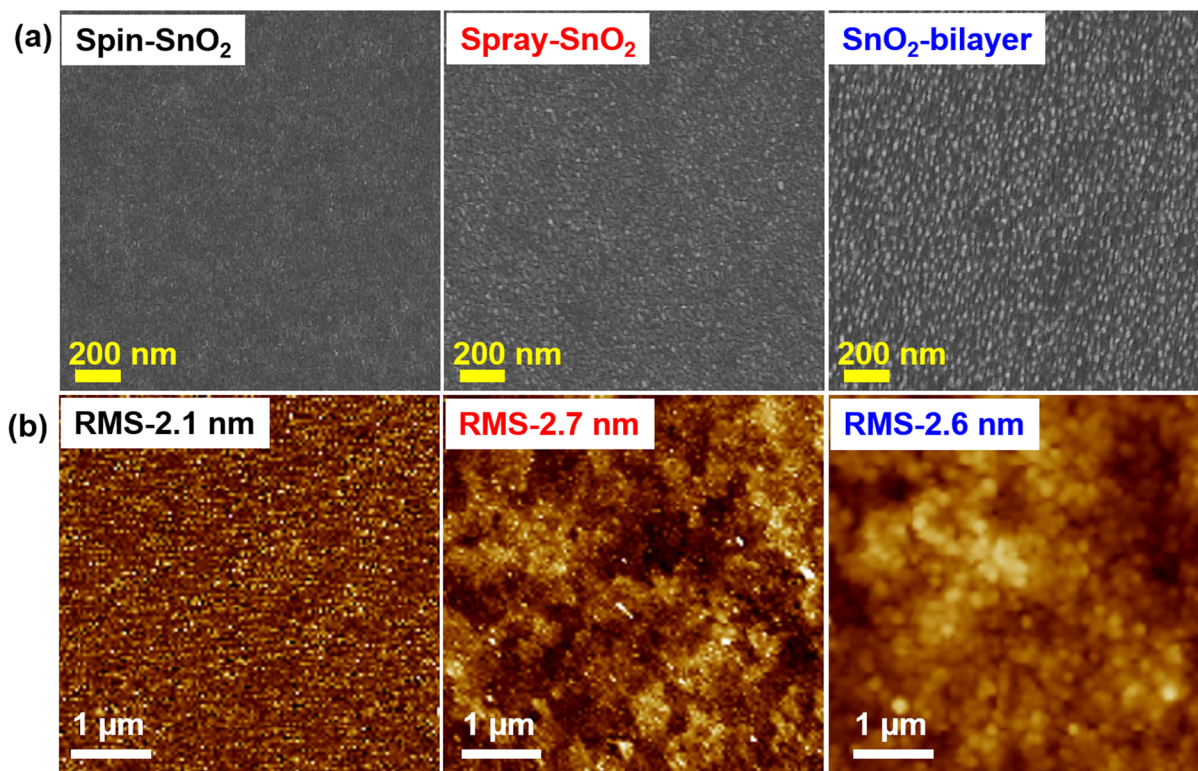 (a)
Spin-SnO₂
Spray-SnO₂
SnO₂-bilayer
200 nm
200 nm
200 nm
(b)
RMS-2.1 nm
RMS-2.7 nm
RMS-2.6 nm
1 µm
1 µm
1 µm